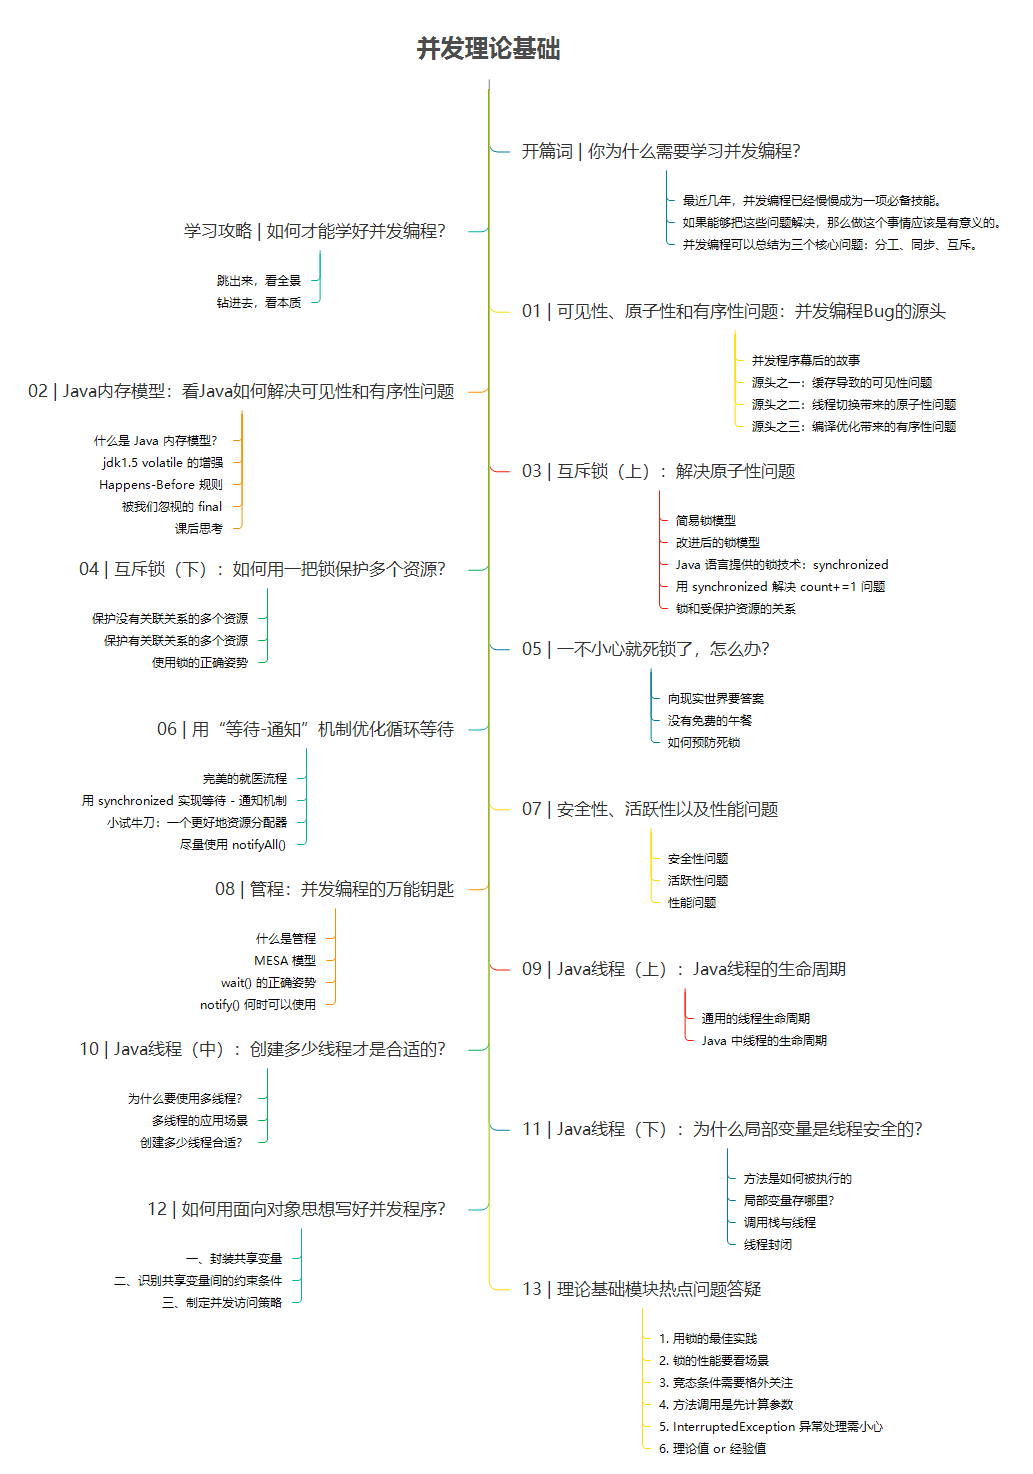 并发理论基础
开篇词 | 你为什么需要学习并发编程？
最近几年，并发编程已经慢慢成为一项必备技能。
如果能够把这些问题解决，那么做这个事情应该是有意义的。
并发编程可以总结为三个核心问题：分工、同步、互斥。
学习攻略 | 如何才能学好并发编程？
跳出来，看全景
钻进去，看本质
01 | 可见性、原子性和有序性问题：并发编程Bug的源头
并发程序幕后的故事
源头之一：缓存导致的可见性问题
源头之二：线程切换带来的原子性问题
源头之三：编译优化带来的有序性问题
02 | Java内存模型：看Java如何解决可见性和有序性问题
什么是 Java 内存模型？
jdk1.5 volatile 的增强
Happens-Before 规则
被我们忽视的 final
课后思考
03 | 互斥锁（上）：解决原子性问题
简易锁模型
改进后的锁模型
Java 语言提供的锁技术：synchronized
用 synchronized 解决 count+=1 问题
锁和受保护资源的关系
04 | 互斥锁（下）：如何用一把锁保护多个资源？
保护没有关联关系的多个资源
保护有关联关系的多个资源
使用锁的正确姿势
05 | 一不小心就死锁了，怎么办？
向现实世界要答案
没有免费的午餐
如何预防死锁
06 | 用“等待-通知”机制优化循环等待
完美的就医流程
用 synchronized 实现等待 - 通知机制
小试牛刀：一个更好地资源分配器
尽量使用 notifyAll()
07 | 安全性、活跃性以及性能问题
安全性问题
活跃性问题
性能问题
08 | 管程：并发编程的万能钥匙
什么是管程
MESA 模型
wait() 的正确姿势
notify() 何时可以使用
09 | Java线程（上）：Java线程的生命周期
通用的线程生命周期
Java 中线程的生命周期
10 | Java线程（中）：创建多少线程才是合适的？
为什么要使用多线程？
多线程的应用场景
创建多少线程合适？
11 | Java线程（下）：为什么局部变量是线程安全的？
方法是如何被执行的
局部变量存哪里？
调用栈与线程
线程封闭
12 | 如何用面向对象思想写好并发程序？
一、封装共享变量
二、识别共享变量间的约束条件
三、制定并发访问策略
13 | 理论基础模块热点问题答疑
1. 用锁的最佳实践
2. 锁的性能要看场景
3. 竞态条件需要格外关注
4. 方法调用是先计算参数
5. InterruptedException 异常处理需小心
6. 理论值 or 经验值